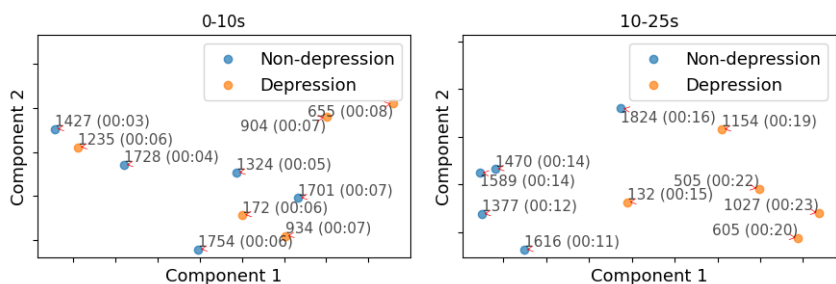 0-10s
Non-depression
Depression
655 (00:08)
904 (00:07)
1427 (00:03)
1235 (00:06)
1728 (00:04)
1324 (00:05)
1701 (00:07)
172 (00:06)
934 (00:07)
1754 (00:06)
Component 1
Component 2
10-25s
Non-depression
Depression
1824 (00:16)
1154 (00:19)
1470 (00:14)
1589 (00:14)
505 (00:22)
132 (00:15)
1027 (00:23)
1377 (00:12)
605 (00:20)
1616 (00:11)
Component 1
Component 2